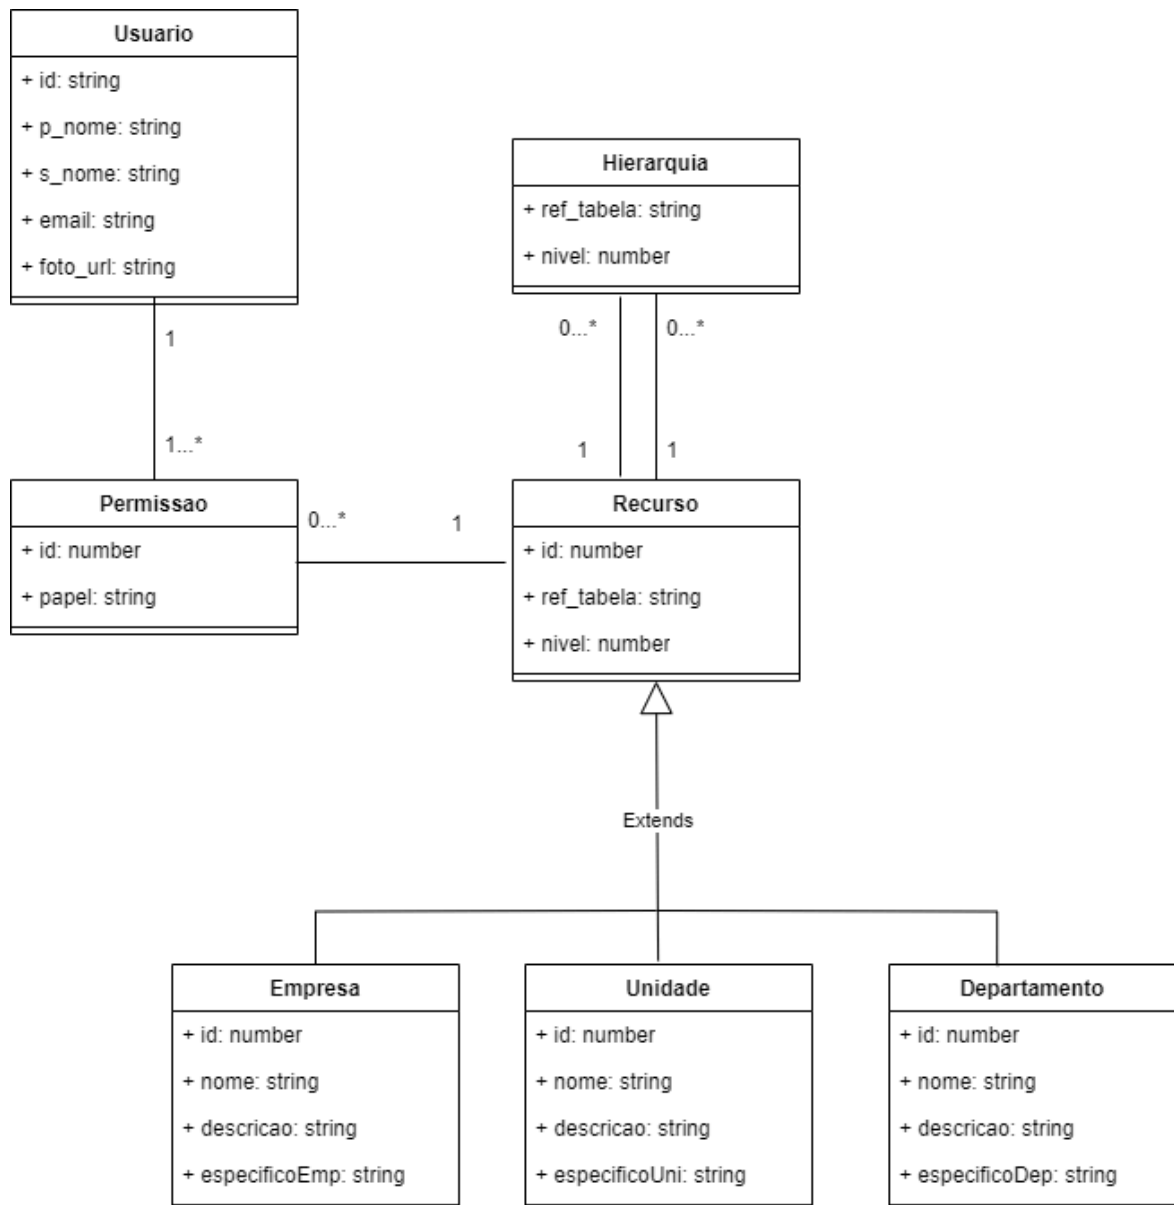 Usuario
+ id: string
+ p_nome: string
+ s_nome: string
+ email: string
+ foto_url: string
Hierarquia
+ ref_tabela: string
+ nivel: number
0...*
0...*
1
1
1
1...*
Permissao
+ id: number
+ papel: string
0...*
1
Recurso
+ id: number
+ ref_tabela: string
+ nivel: number
Extends
Empresa
+ id: number
+ nome: string
+ descricao: string
+ especificoEmp: string
Unidade
+ id: number
+ nome: string
+ descricao: string
+ especificoUni: string
Departamento
+ id: number
+ nome: string
+ descricao: string
+ especificoDep: string